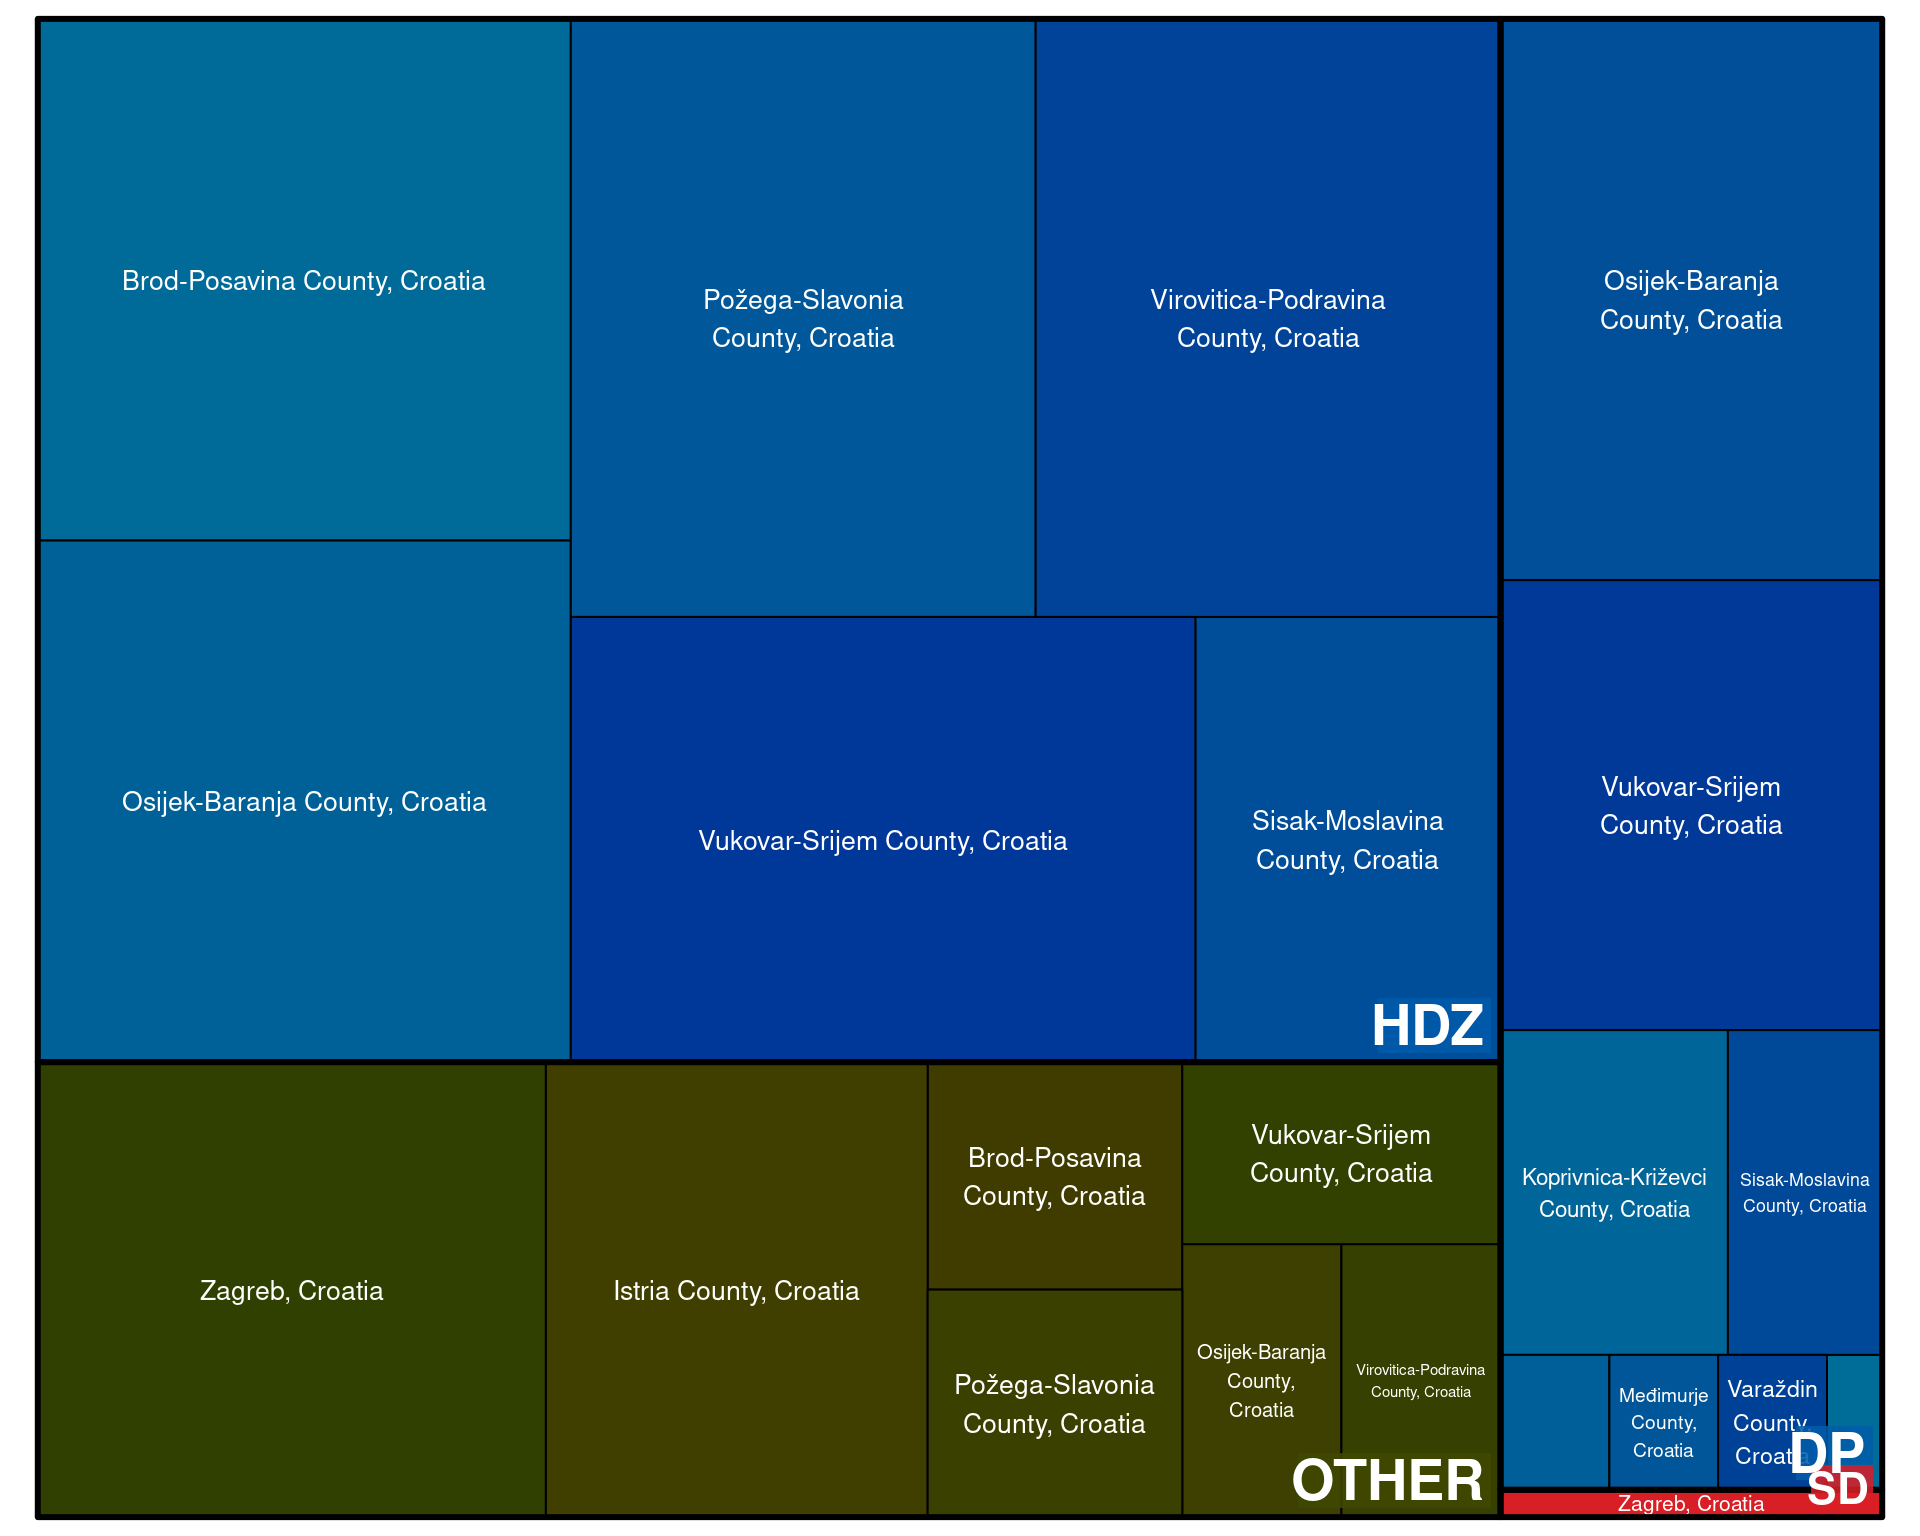 Brod-Posavina County, Croatia
Požega-Slavonia
County, Croatia
Virovitica-Podravina
County, Croatia
Osijek-Baranja County, Croatia
Vukovar-Srijem County, Croatia
Sisak-Moslavina
County, Croatia
HDZ
Osijek-Baranja
County, Croatia
Vukovar-Srijem
County, Croatia
Koprivnica-Križevci
County, Croatia
Sisak-Moslavina
County, Croatia
Međimurje
County,
Croatia
Varaždin
County,
Croatia
DP
Zagreb, Croatia
Istria County, Croatia
Brod-Posavina
County, Croatia
Požega-Slavonia
County, Croatia
Vukovar-Srijem
County, Croatia
Osijek-Baranja
County,
Croatia
Virovitica-Podravina
County, Croatia
OTHER
Zagreb, Croatia
SD